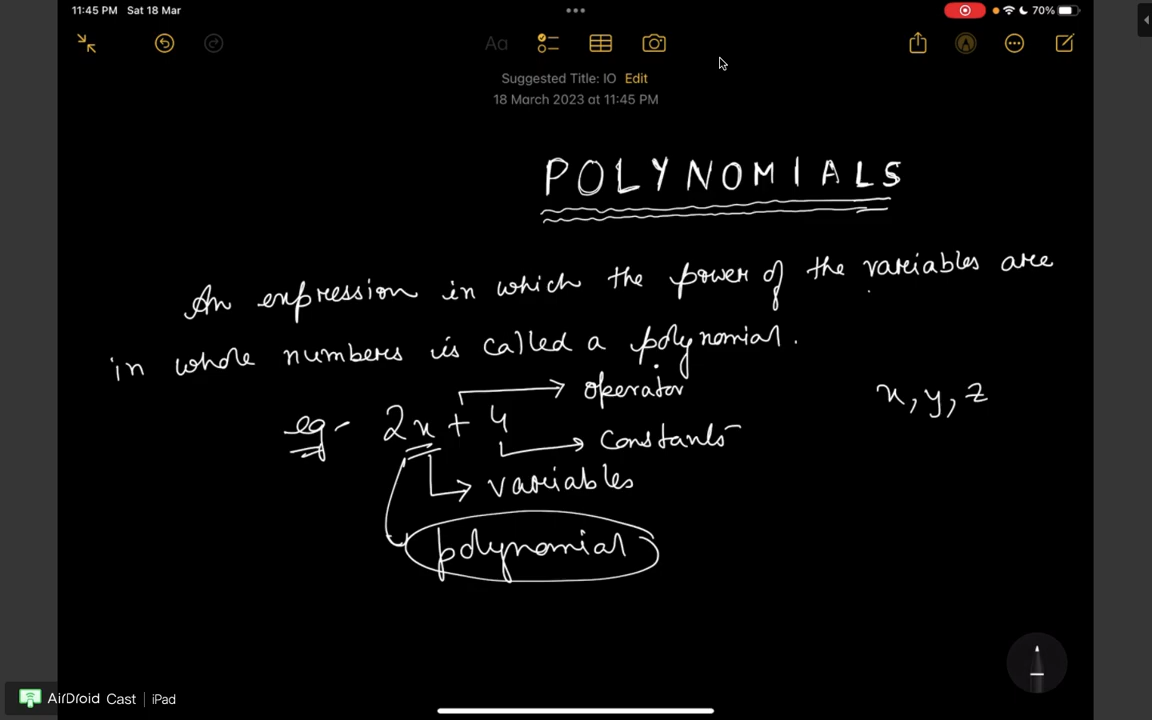 11:45 PM Sat 18 Mar
70%
Aa
Suggested Title: IO Edit
18 March 2023 at 11:45 PM
POLYNOMIALS
An expression in which the power of the variables are
in whole numbers is called a polynomial.
operator
eg - 2x + 4
x, y, z
constants
variables
polynomial
AirDroid Cast | iPad